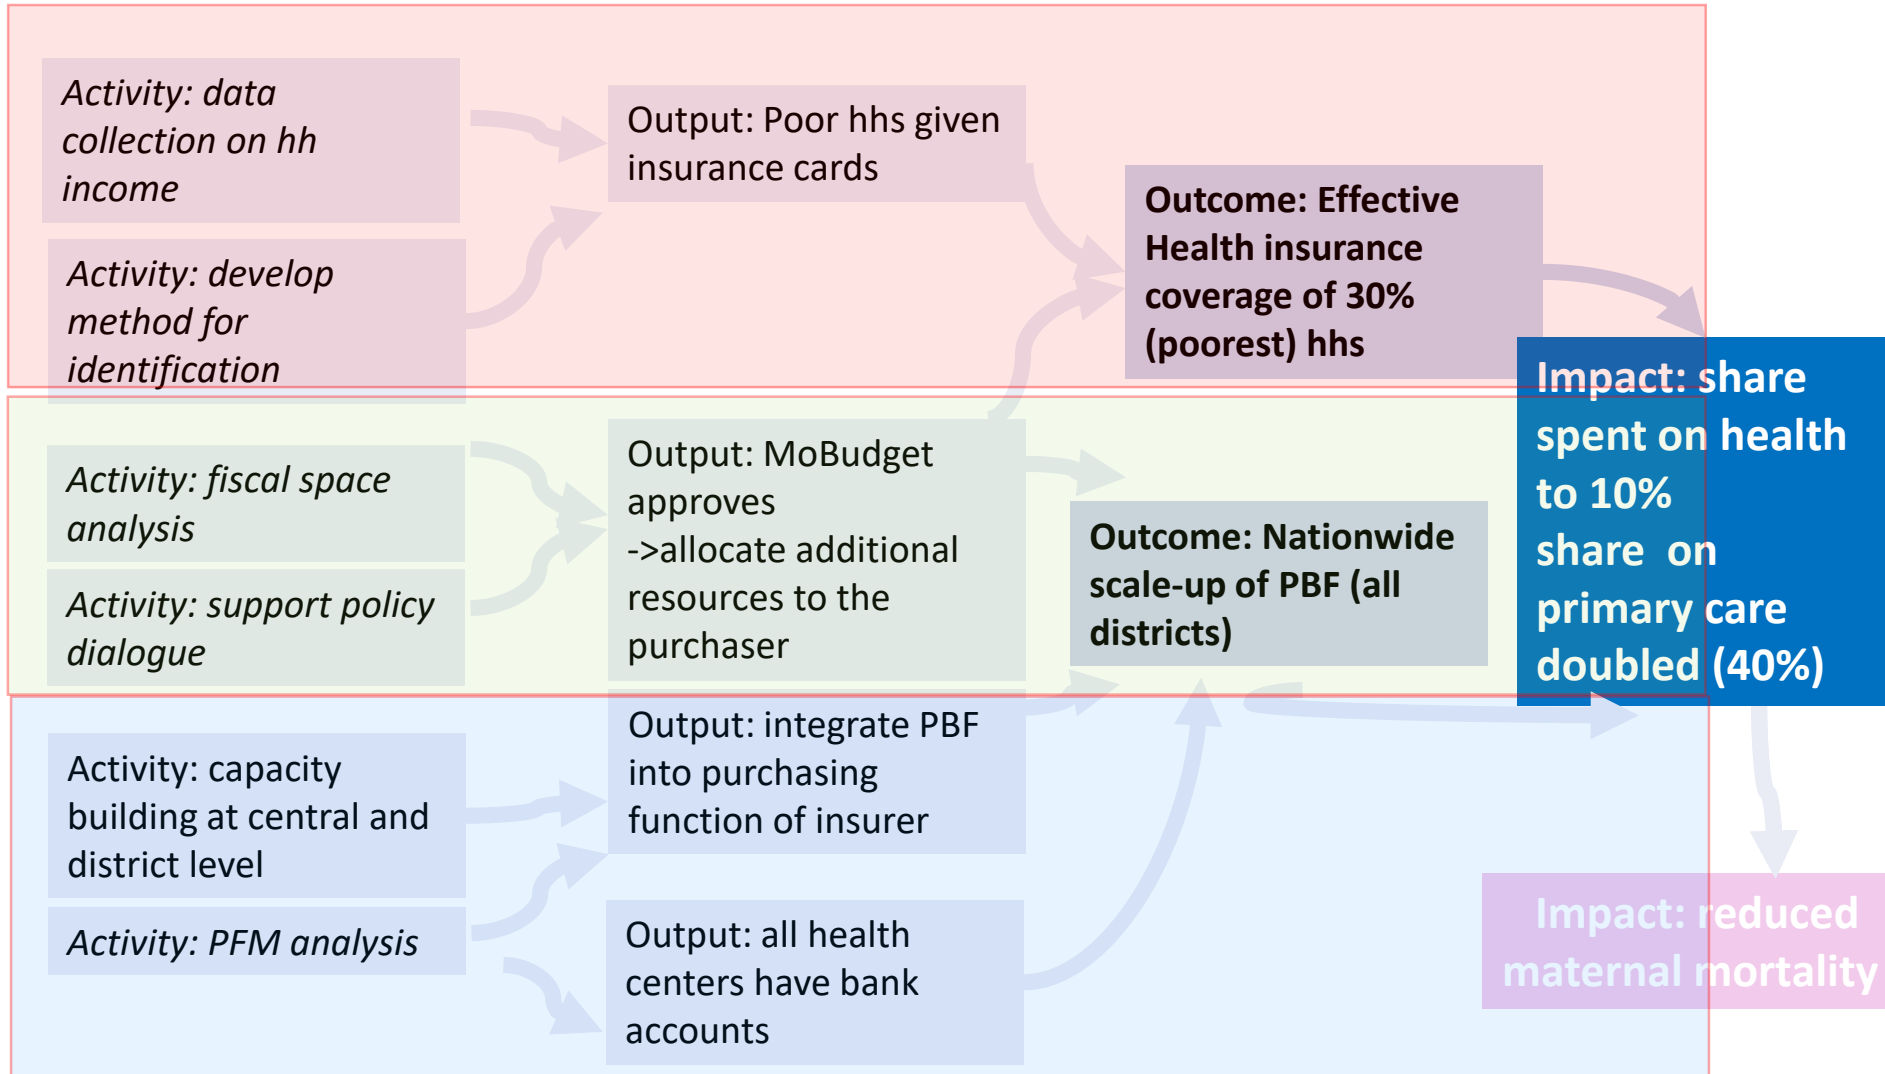 Activity: data
collection on hh
income
Activity: develop
method for
identification
Output: Poor hhs given
insurance cards
Outcome: Effective
Health insurance
coverage of 30%
(poorest) hhs
Activity: fiscal space
analysis
Activity: support policy
dialogue
Output: MoBudget
approves
->allocate additional
resources to the
purchaser
Outcome: Nationwide
scale-up of PBF (all
districts)
Impact: share
spent on health
to 10%
share on
primary care
doubled (40%)
Activity: capacity
building at central and
district level
Activity: PFM analysis
Output: integrate PBF
into purchasing
function of insurer
Output: all health
centers have bank
accounts
Impact: reduced
maternal mortality